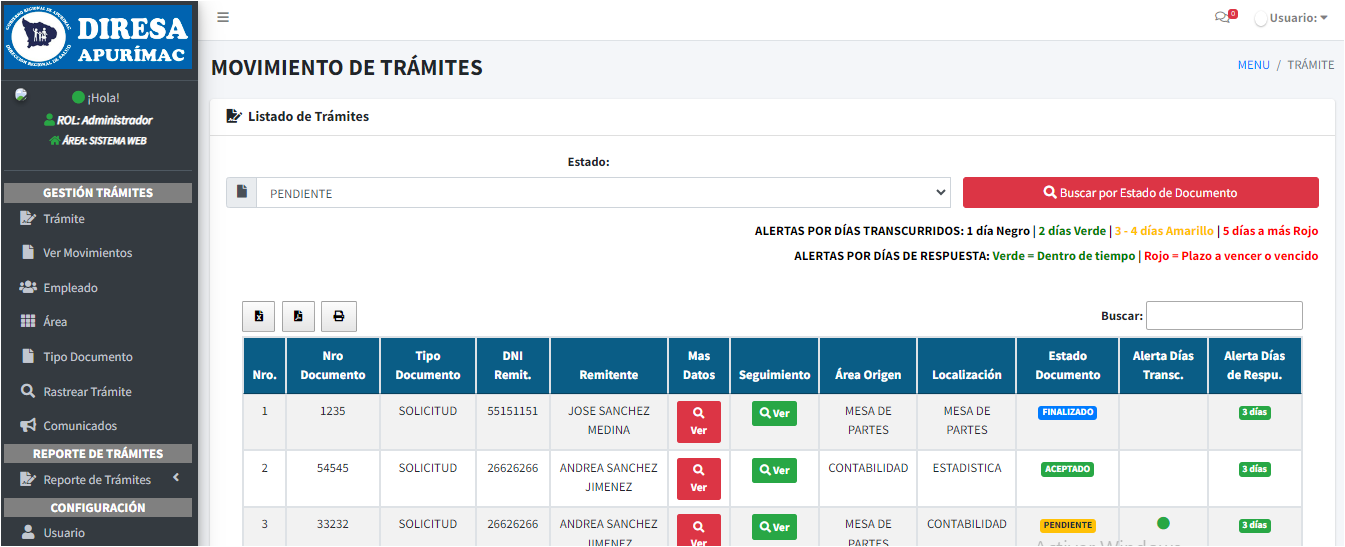 DIRESA
APURÍMAC
0
Usuario:
MOVIMIENTO DE TRÁMITES
MENU / TRÁMITE
¡Hola!
ROL: Administrador
ÁREA: SISTEMA WEB
GESTIÓN TRÁMITES
Trámite
Ver Movimientos
Empleado
Área
Tipo Documento
Rastrear Trámite
Comunicados
REPORTE DE TRÁMITES
Reporte de Trámites
CONFIGURACIÓN
Usuario
Listado de Trámites
Estado:
PENDIENTE
Buscar por Estado de Documento
ALERTAS POR DÍAS TRANSCURRIDOS: 1 día Negro | 2 días Verde | 3 - 4 días Amarillo | 5 días a más Rojo
ALERTAS POR DÍAS DE RESPUESTA: Verde = Dentro de tiempo | Rojo = Plazo a vencer o vencido
Buscar:
Nro. Nro Documento Tipo Documento DNI Remit. Remitente Mas Datos Seguimiento Área Origen Localización Estado Documento Alerta Días Transc. Alerta Días de Respu.
1 1235 SOLICITUD 55151151 JOSE SANCHEZ MEDINA Ver Ver MESA DE PARTES MESA DE PARTES FINALIZADO 3 días
2 54545 SOLICITUD 26626266 ANDREA SANCHEZ JIMENEZ Ver Ver CONTABILIDAD ESTADISTICA ACEPTADO 3 días
3 33232 SOLICITUD 26626266 ANDREA SANCHEZ JIMENEZ Ver Ver MESA DE PARTES CONTABILIDAD PENDIENTE 3 días
Activar Windows